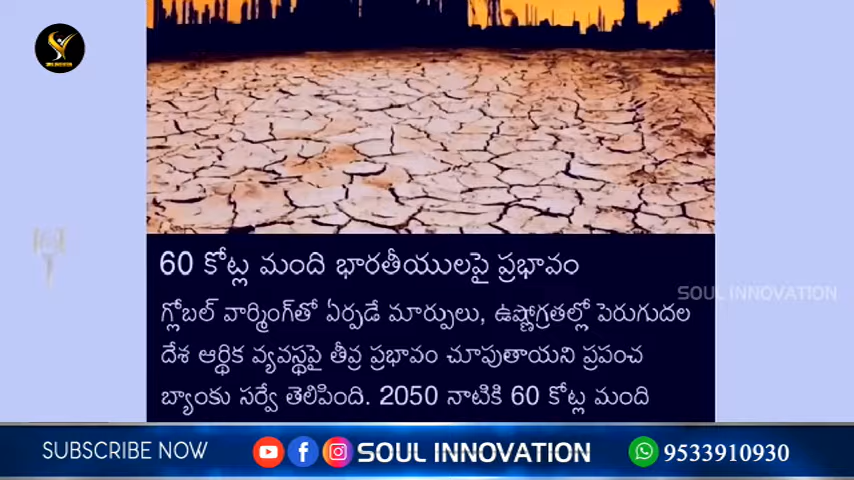 60 కోట్ల మంది భారతీయులపై ప్రభావం
గ్లోబల్ వార్మింగ్‌తో ఏర్పడే మార్పులు, ఉష్ణోగ్రతల్లో పెరుగుదల
దేశ ఆర్థిక వ్యవస్థపై తీవ్ర ప్రభావం చూపుతాయని ప్రపంచ
బ్యాంకు సర్వే తెలిపింది. 2050 నాటికి 60 కోట్ల మంది
SOUL INNOVATION
SUBSCRIBE NOW SOUL INNOVATION 9533910930